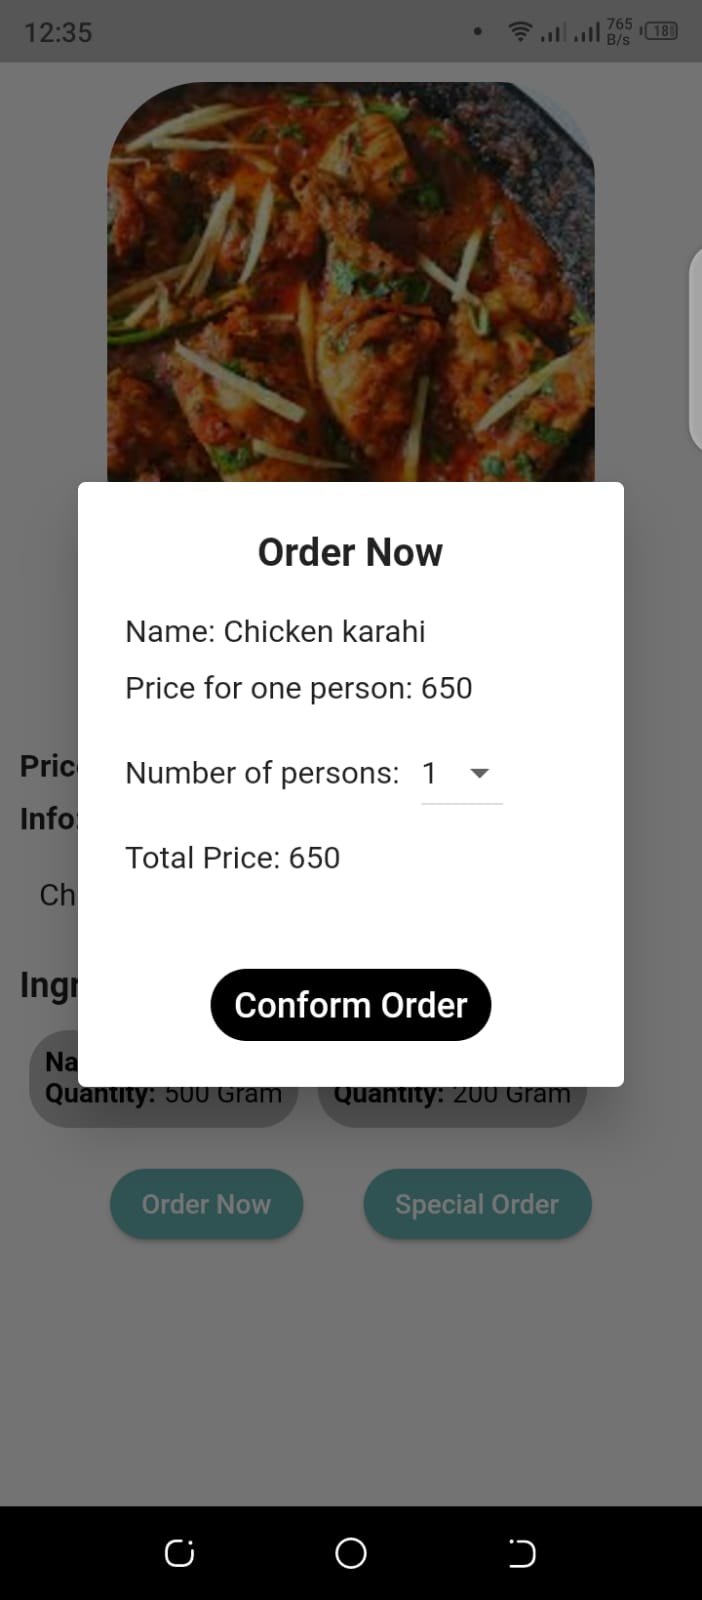 12:35
765
B/s
18
Order Now
Name: Chicken karahi
Price for one person: 650
Pric
Number of persons: 1
Info:
Total Price: 650
Ch
Ingr
Conform Order
Na
Quantity: 500 Gram
Quantity: 200 Gram
Order Now
Special Order